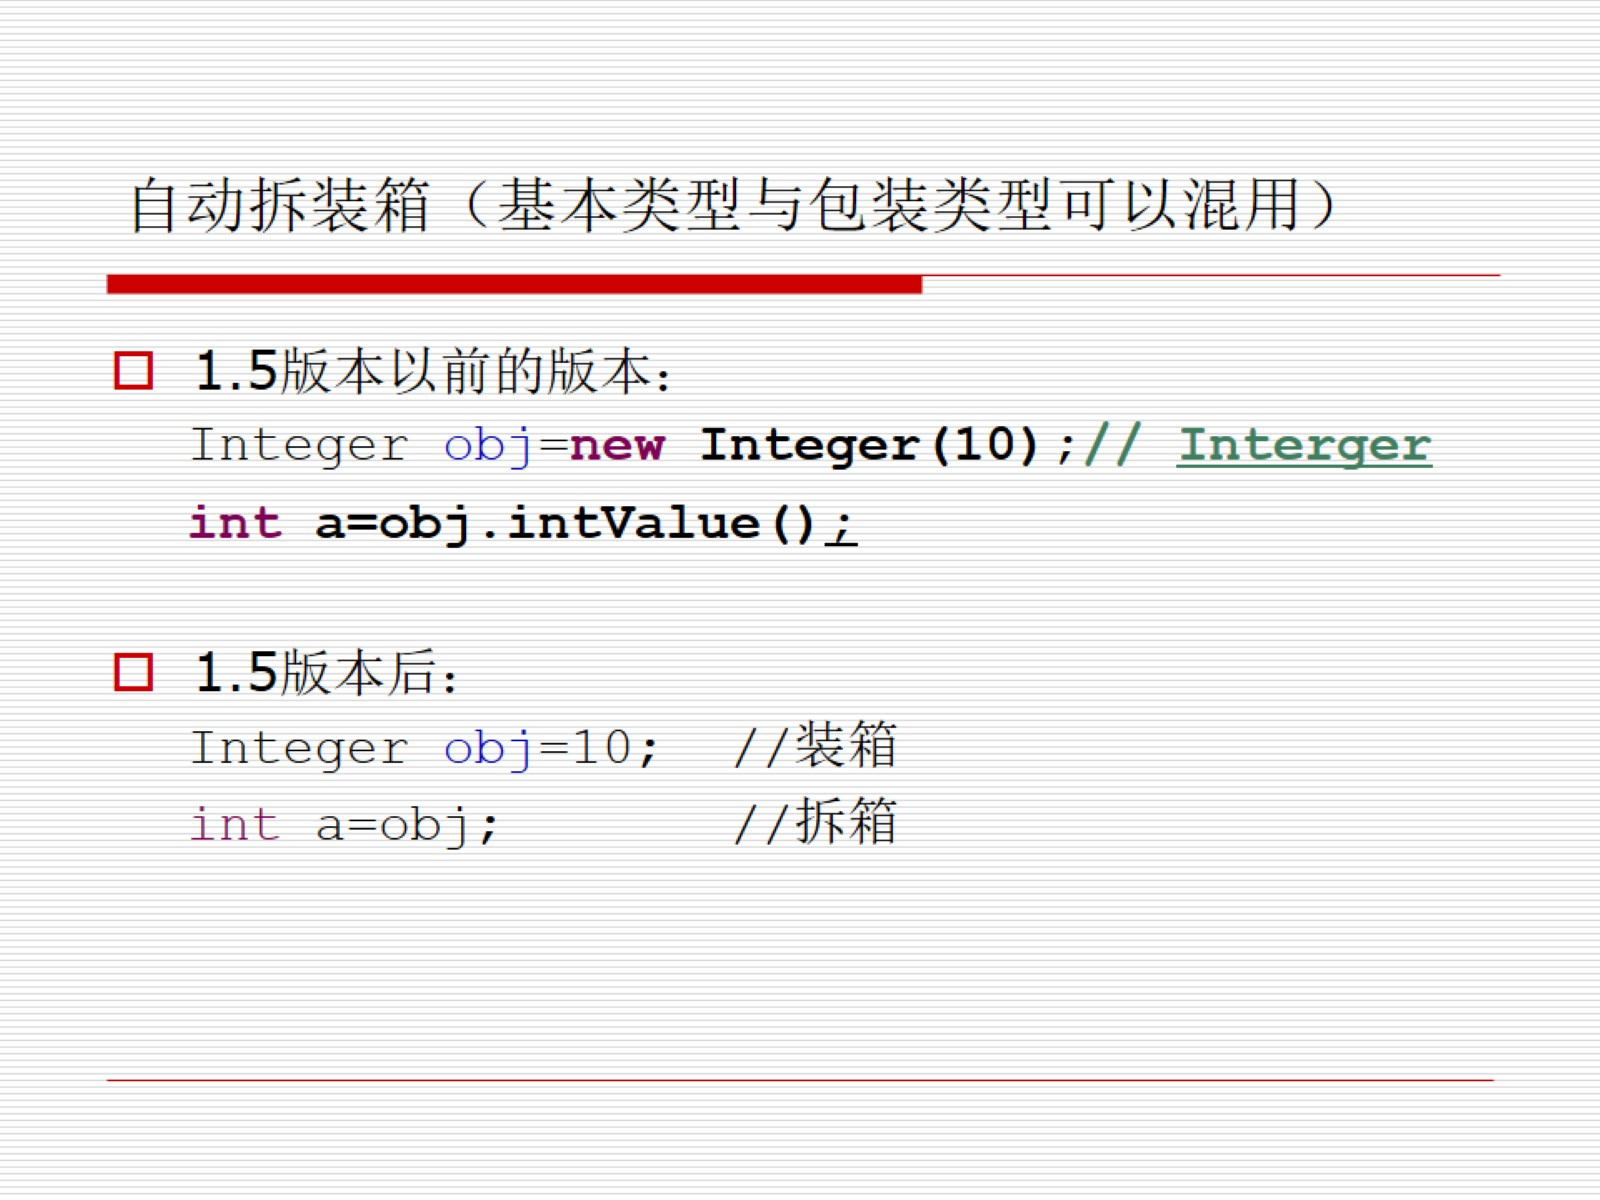 自动拆装箱（基本类型与包装类型可以混用）
1.5版本以前的版本：
Integer obj=new Integer(10);// Interger
int a=obj.intValue();
1.5版本后：
Integer obj=10; //装箱
int a=obj; //拆箱